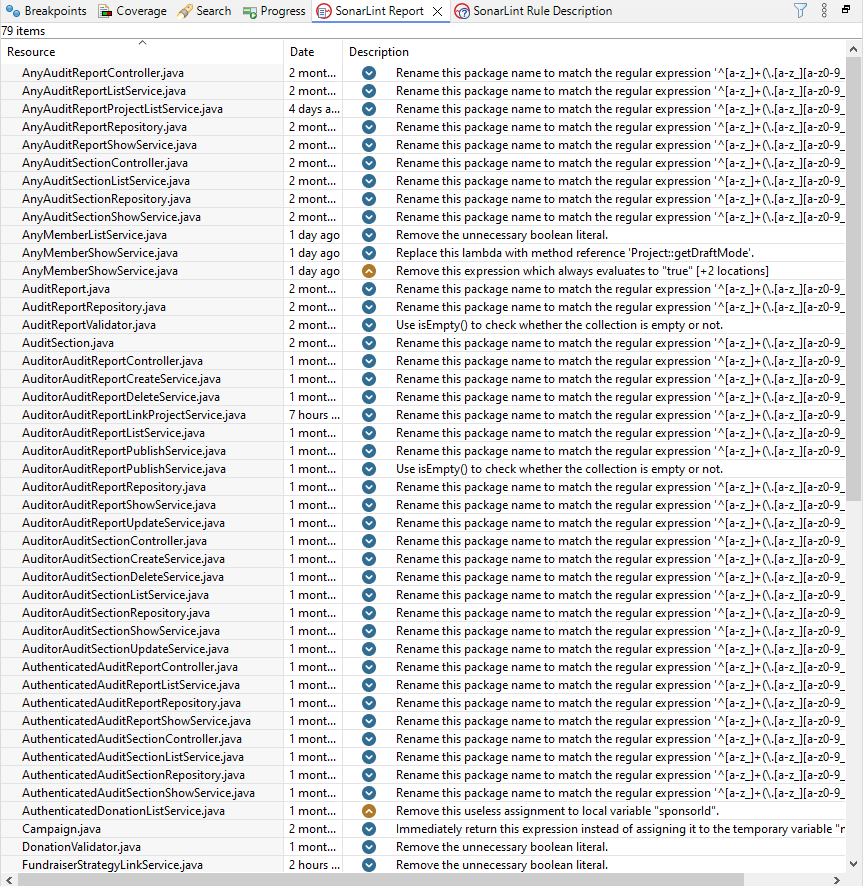 Breakpoints Coverage Search Progress SonarLint Report SonarLint Rule Description
79 items
Resource Date Description
AnyAuditReportController.java 2 mont... Rename this package name to match the regular expression '^[a-z_]+(\.[a-z_][a-z0-9_
AnyAuditReportListService.java 2 mont... Rename this package name to match the regular expression '^[a-z_]+(\.[a-z_][a-z0-9_
AnyAuditReportProjectListService.java 4 days a... Rename this package name to match the regular expression '^[a-z_]+(\.[a-z_][a-z0-9_
AnyAuditReportRepository.java 2 mont... Rename this package name to match the regular expression '^[a-z_]+(\.[a-z_][a-z0-9_
AnyAuditReportShowService.java 2 mont... Rename this package name to match the regular expression '^[a-z_]+(\.[a-z_][a-z0-9_
AnyAuditSectionController.java 2 mont... Rename this package name to match the regular expression '^[a-z_]+(\.[a-z_][a-z0-9_
AnyAuditSectionListService.java 2 mont... Rename this package name to match the regular expression '^[a-z_]+(\.[a-z_][a-z0-9_
AnyAuditSectionRepository.java 2 mont... Rename this package name to match the regular expression '^[a-z_]+(\.[a-z_][a-z0-9_
AnyAuditSectionShowService.java 2 mont... Rename this package name to match the regular expression '^[a-z_]+(\.[a-z_][a-z0-9_
AnyMemberListService.java 1 day ago Remove the unnecessary boolean literal.
AnyMemberShowService.java 1 day ago Replace this lambda with method reference 'Project::getDraftMode'.
AnyMemberShowService.java 1 day ago Remove this expression which always evaluates to "true" [+2 locations]
AuditReport.java 2 mont... Rename this package name to match the regular expression '^[a-z_]+(\.[a-z_][a-z0-9_
AuditReportRepository.java 2 mont... Rename this package name to match the regular expression '^[a-z_]+(\.[a-z_][a-z0-9_
AuditReportValidator.java 2 mont... Use isEmpty() to check whether the collection is empty or not.
AuditSection.java 2 mont... Rename this package name to match the regular expression '^[a-z_]+(\.[a-z_][a-z0-9_
AuditorAuditReportController.java 1 mont... Rename this package name to match the regular expression '^[a-z_]+(\.[a-z_][a-z0-9_
AuditorAuditReportCreateService.java 1 mont... Rename this package name to match the regular expression '^[a-z_]+(\.[a-z_][a-z0-9_
AuditorAuditReportDeleteService.java 1 mont... Rename this package name to match the regular expression '^[a-z_]+(\.[a-z_][a-z0-9_
AuditorAuditReportLinkProjectService.java 7 hours ... Rename this package name to match the regular expression '^[a-z_]+(\.[a-z_][a-z0-9_
AuditorAuditReportListService.java 1 mont... Rename this package name to match the regular expression '^[a-z_]+(\.[a-z_][a-z0-9_
AuditorAuditReportPublishService.java 1 mont... Rename this package name to match the regular expression '^[a-z_]+(\.[a-z_][a-z0-9_
AuditorAuditReportPublishService.java 1 mont... Use isEmpty() to check whether the collection is empty or not.
AuditorAuditReportRepository.java 1 mont... Rename this package name to match the regular expression '^[a-z_]+(\.[a-z_][a-z0-9_
AuditorAuditReportShowService.java 1 mont... Rename this package name to match the regular expression '^[a-z_]+(\.[a-z_][a-z0-9_
AuditorAuditReportUpdateService.java 1 mont... Rename this package name to match the regular expression '^[a-z_]+(\.[a-z_][a-z0-9_
AuditorAuditSectionController.java 1 mont... Rename this package name to match the regular expression '^[a-z_]+(\.[a-z_][a-z0-9_
AuditorAuditSectionCreateService.java 1 mont... Rename this package name to match the regular expression '^[a-z_]+(\.[a-z_][a-z0-9_
AuditorAuditSectionDeleteService.java 1 mont... Rename this package name to match the regular expression '^[a-z_]+(\.[a-z_][a-z0-9_
AuditorAuditSectionListService.java 1 mont... Rename this package name to match the regular expression '^[a-z_]+(\.[a-z_][a-z0-9_
AuditorAuditSectionRepository.java 1 mont... Rename this package name to match the regular expression '^[a-z_]+(\.[a-z_][a-z0-9_
AuditorAuditSectionShowService.java 1 mont... Rename this package name to match the regular expression '^[a-z_]+(\.[a-z_][a-z0-9_
AuditorAuditSectionUpdateService.java 1 mont... Rename this package name to match the regular expression '^[a-z_]+(\.[a-z_][a-z0-9_
AuthenticatedAuditReportController.java 1 mont... Rename this package name to match the regular expression '^[a-z_]+(\.[a-z_][a-z0-9_
AuthenticatedAuditReportListService.java 1 mont... Rename this package name to match the regular expression '^[a-z_]+(\.[a-z_][a-z0-9_
AuthenticatedAuditReportRepository.java 1 mont... Rename this package name to match the regular expression '^[a-z_]+(\.[a-z_][a-z0-9_
AuthenticatedAuditReportShowService.java 1 mont... Rename this package name to match the regular expression '^[a-z_]+(\.[a-z_][a-z0-9_
AuthenticatedAuditSectionController.java 1 mont... Rename this package name to match the regular expression '^[a-z_]+(\.[a-z_][a-z0-9_
AuthenticatedAuditSectionListService.java 1 mont... Rename this package name to match the regular expression '^[a-z_]+(\.[a-z_][a-z0-9_
AuthenticatedAuditSectionRepository.java 1 mont... Rename this package name to match the regular expression '^[a-z_]+(\.[a-z_][a-z0-9_
AuthenticatedAuditSectionShowService.java 1 mont... Rename this package name to match the regular expression '^[a-z_]+(\.[a-z_][a-z0-9_
AuthenticatedDonationListService.java 1 mont... Remove this useless assignment to local variable "sponsorId".
Campaign.java 2 mont... Immediately return this expression instead of assigning it to the temporary variable "
DonationValidator.java 1 mont... Remove the unnecessary boolean literal.
FundraiserStrategyLinkService.java 2 hours ... Remove the unnecessary boolean literal.